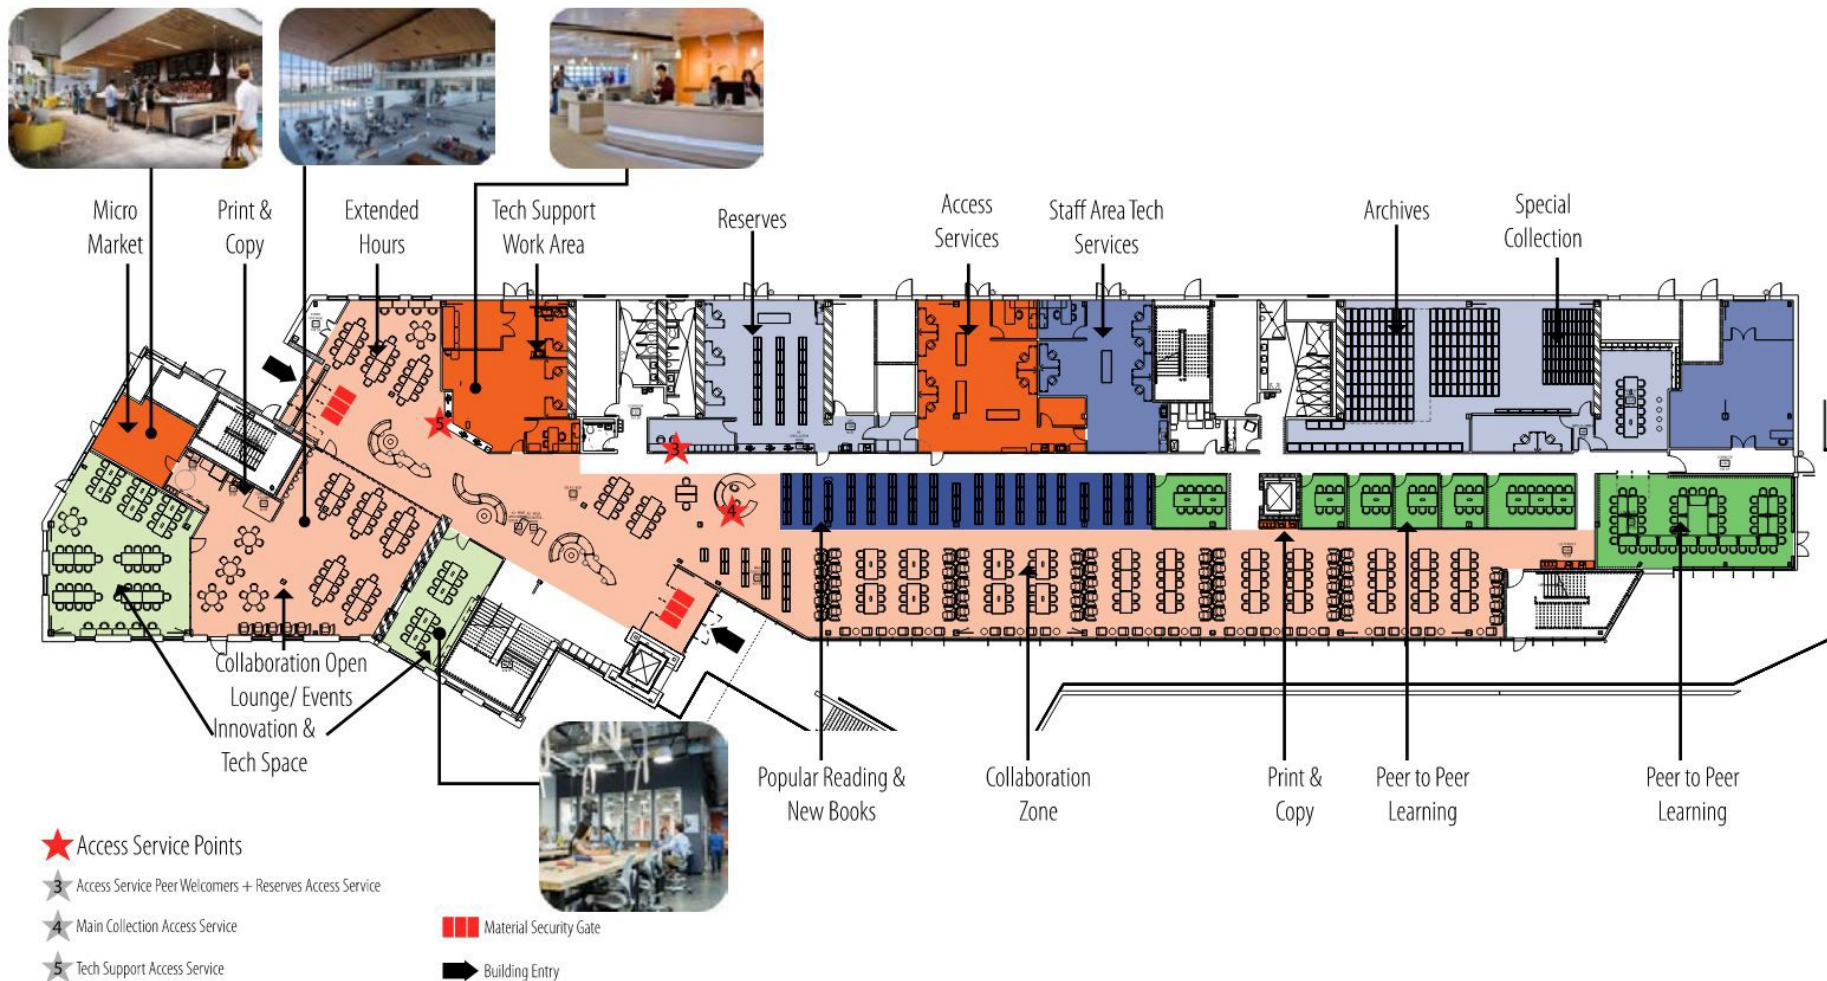 Micro
Market
Print &
Copy
Extended
Hours
Tech Support
Work Area
Reserves
Access
Services
Staff Area Tech
Services
Archives
Special
Collection
5
3
4
Collaboration Open
Lounge/ Events
Innovation &
Tech Space
Popular Reading &
New Books
Collaboration
Zone
Print &
Copy
Peer to Peer
Learning
Peer to Peer
Learning
Access Service Points
3 Access Service Peer Welcomers + Reserves Access Service
4 Main Collection Access Service
5 Tech Support Access Service
Material Security Gate
Building Entry